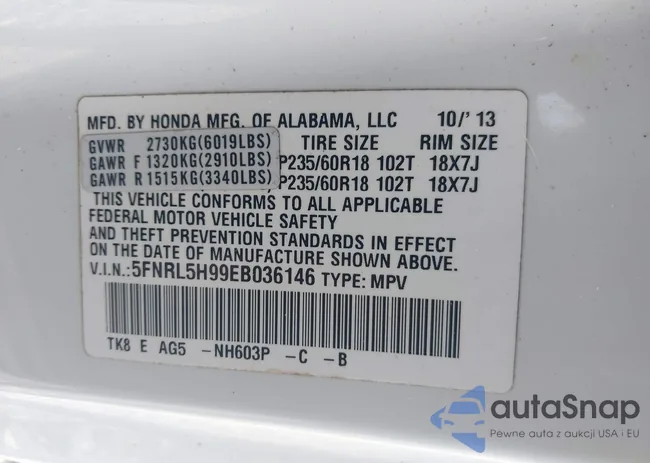 MFD. BY HONDA MFG. OF ALABAMA, LLC 10/'13
GVWR 2730KG(6019LBS) TIRE SIZE RIM SIZE
GAWR F 1320KG(2910LBS) P235/60R18 102T 18X7J
GAWR R 1515KG(3340LBS) P235/60R18 102T 18X7J
THIS VEHICLE CONFORMS TO ALL APPLICABLE
FEDERAL MOTOR VEHICLE SAFETY
AND THEFT PREVENTION STANDARDS IN EFFECT
ON THE DATE OF MANUFACTURE SHOWN ABOVE.
V.I.N.:5FNRL5H99EB036146 TYPE: MPV
TK8 E AG5 -NH603P -C -B
autaSnap
Pewne auta z aukcji USA i EU